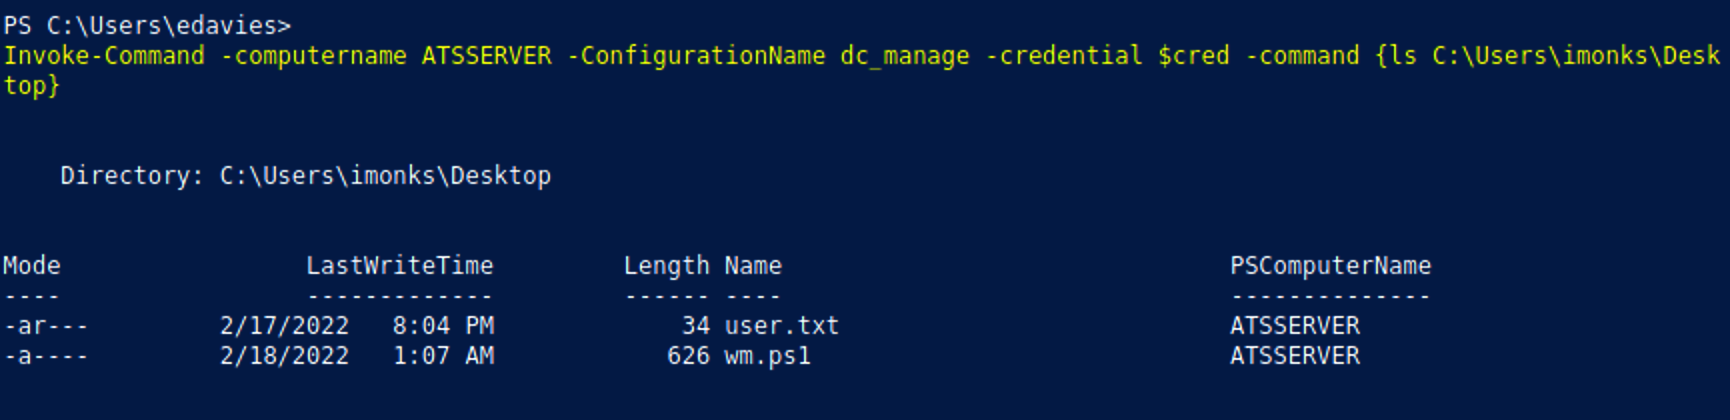 PS C:\Users\edavies>
Invoke-Command -computername ATSSERVER -ConfigurationName dc_manage -credential $cred -command {ls C:\Users\imonks\Desk
top}
Directory: C:\Users\imonks\Desktop
Mode LastWriteTime Length Name PSComputerName
---- ------------- ------ ---- --------------
-ar--- 2/17/2022 8:04 PM 34 user.txt ATSSERVER
-a---- 2/18/2022 1:07 AM 626 wm.ps1 ATSSERVER